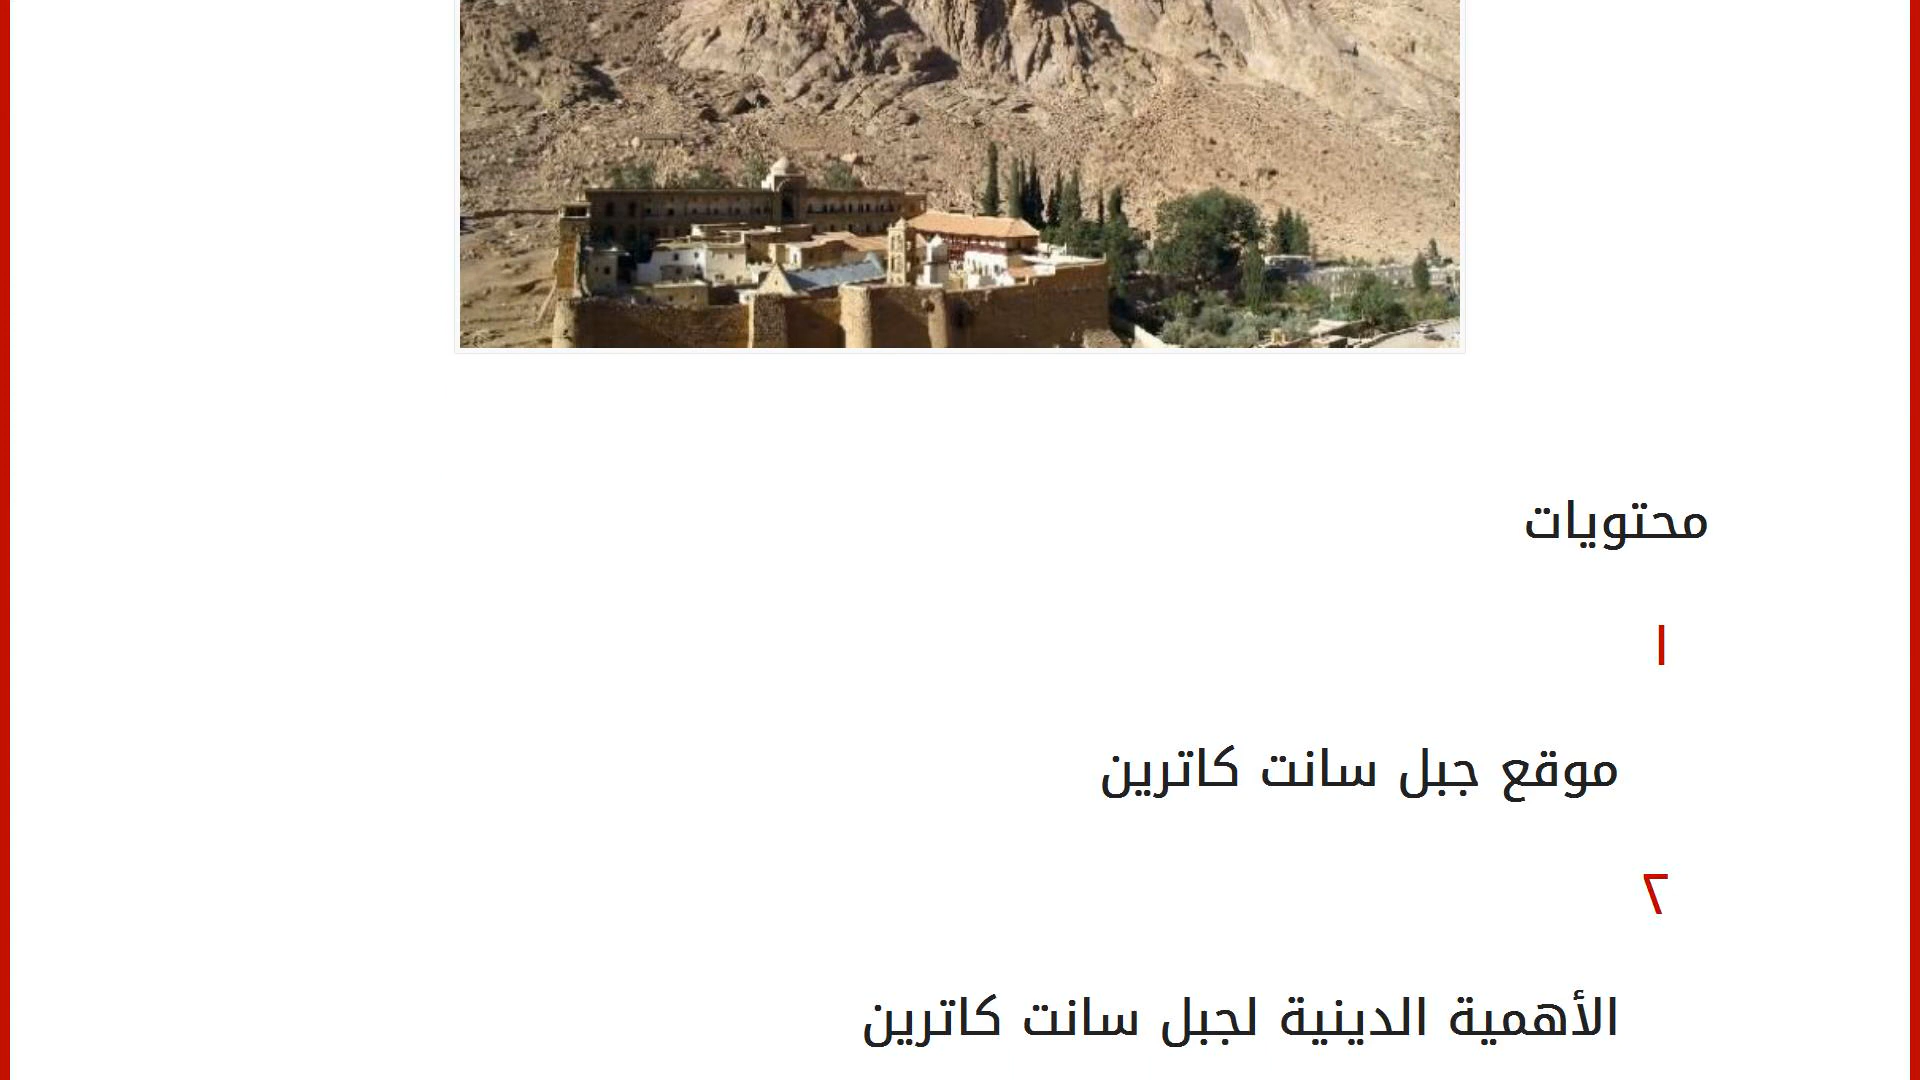 محتويات
١
موقع جبل سانت كاترين
٢
الأهمية الدينية لجبل سانت كاترين